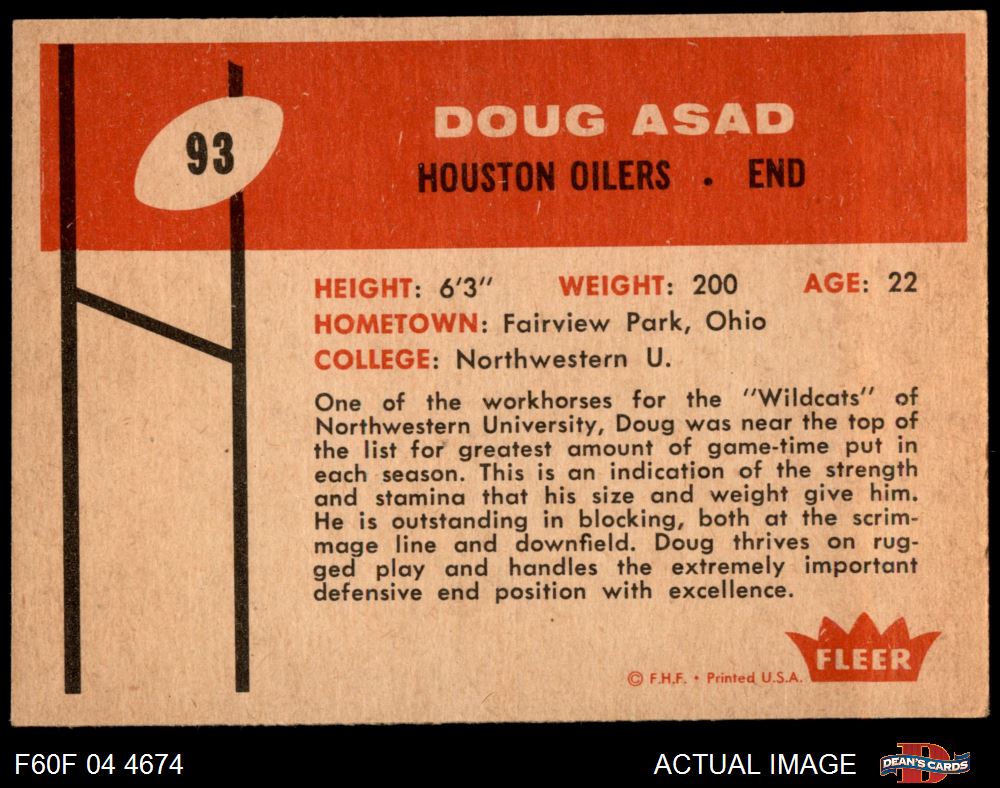 93
DOUG ASAD
HOUSTON OILERS . END
HEIGHT: 6'3" WEIGHT: 200 AGE: 22
HOMETOWN: Fairview Park, Ohio
COLLEGE: Northwestern U.
One of the workhorses for the "Wildcats" of
Northwestern University, Doug was near the top of
the list for greatest amount of game-time put in
each season. This is an indication of the strength
and stamina that his size and weight give him.
He is outstanding in blocking, both at the scrim-
mage line and downfield. Doug thrives on rug-
ged play and handles the extremely important
defensive end position with excellence.
FLEER
© F.H.F. • Printed U.S.A.
F60F 04 4674
ACTUAL IMAGE
D
DEAN'S CARDS